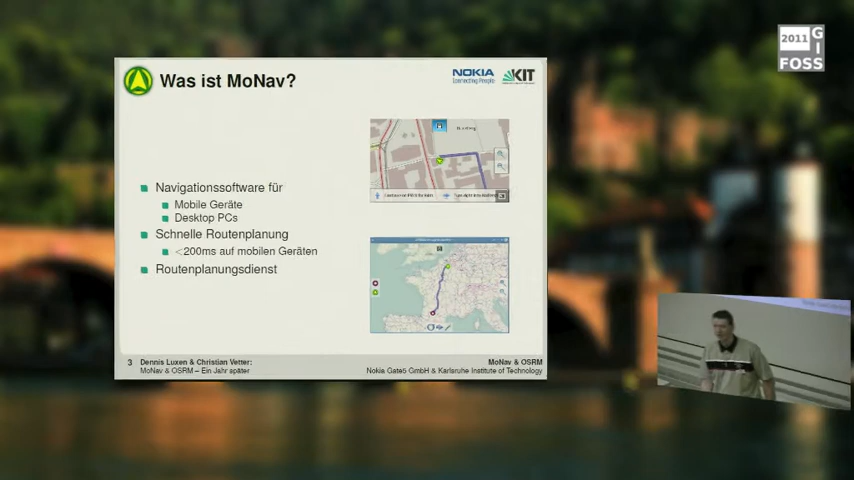 2011 G
I
FOSS
Was ist MoNav?
NOKIA
Connecting People
KIT
Navigationssoftware für
Mobile Geräte
Desktop PCs
Schnelle Routenplanung
<200ms auf mobilen Geräten
Routenplanungsdienst
3 Dennis Luxen & Christian Vetter:
MoNav & OSRM – Ein Jahr später
MoNav & OSRM
Nokia Gate5 GmbH & Karlsruhe Institute of Technology